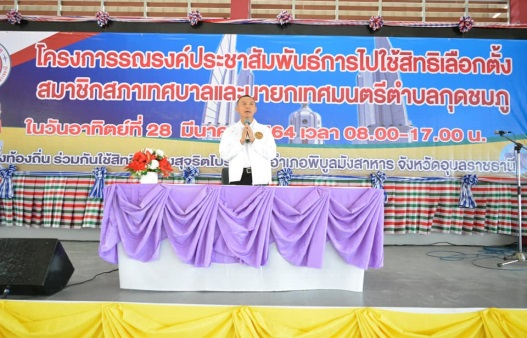 โครงการรณรงค์ประชาสัมพันธ์การไปใช้สิทธิเลือกตั้ง
สมาชิกสภาเทศบาลและนายกเทศมนตรีตำบลกุดชมภู
ในวันอาทิตย์ที่ 28 มีนา 64 เวลา 08.00-17.00 น.
ท้องถิ่น ร่วมกันใช้สิทธิ สุจริต อำเภอพิบูลมังสาหาร จังหวัดอุบลราชธานี